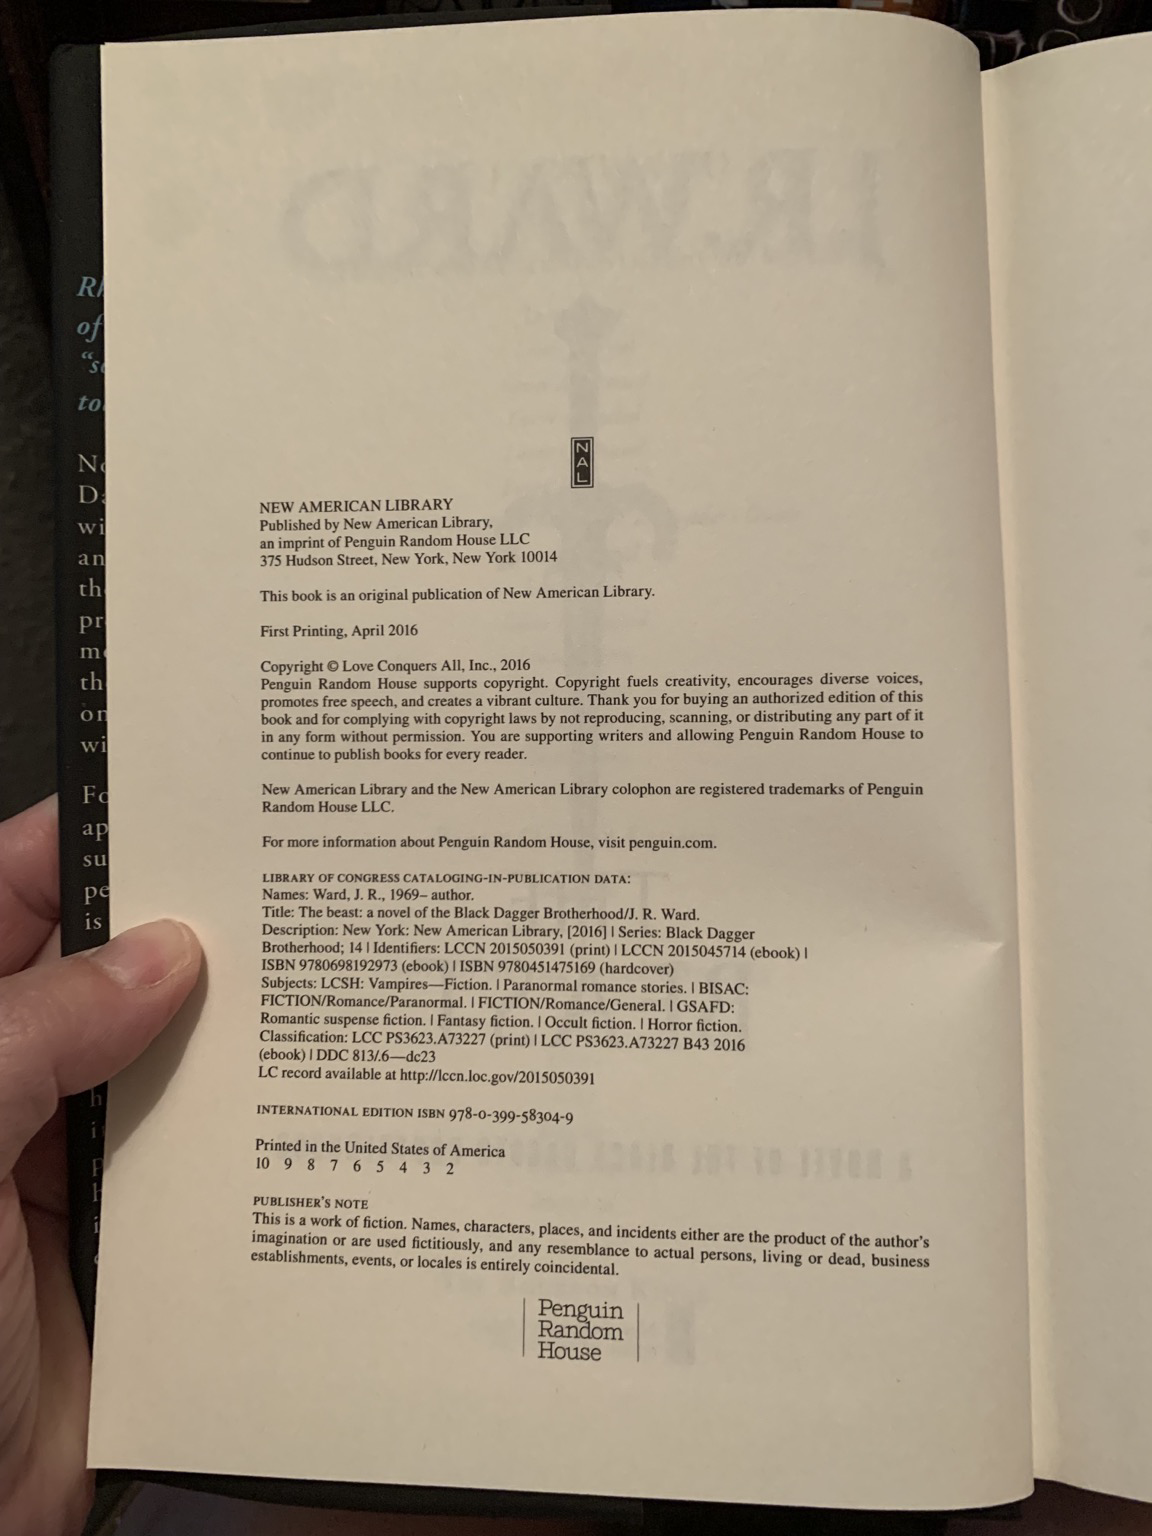 N
A
L
NEW AMERICAN LIBRARY
Published by New American Library,
an imprint of Penguin Random House LLC
375 Hudson Street, New York, New York 10014
This book is an original publication of New American Library.
First Printing, April 2016
Copyright © Love Conquers All, Inc., 2016
Penguin Random House supports copyright. Copyright fuels creativity, encourages diverse voices,
promotes free speech, and creates a vibrant culture. Thank you for buying an authorized edition of this
book and for complying with copyright laws by not reproducing, scanning, or distributing any part of it
in any form without permission. You are supporting writers and allowing Penguin Random House to
continue to publish books for every reader.
New American Library and the New American Library colophon are registered trademarks of Penguin
Random House LLC.
For more information about Penguin Random House, visit penguin.com.
LIBRARY OF CONGRESS CATALOGING-IN-PUBLICATION DATA:
Names: Ward, J. R., 1969– author.
Title: The beast: a novel of the Black Dagger Brotherhood/J. R. Ward.
Description: New York: New American Library, [2016] | Series: Black Dagger
Brotherhood; 14 | Identifiers: LCCN 2015050391 (print) | LCCN 2015045714 (ebook) |
ISBN 9780698192973 (ebook) | ISBN 9780451475169 (hardcover)
Subjects: LCSH: Vampires—Fiction. | Paranormal romance stories. | BISAC:
FICTION/Romance/Paranormal. | FICTION/Romance/General. | GSAFD:
Romantic suspense fiction. | Fantasy fiction. | Occult fiction. | Horror fiction.
Classification: LCC PS3623.A73227 (print) | LCC PS3623.A73227 B43 2016
(ebook) | DDC 813/.6—dc23
LC record available at http://lccn.loc.gov/2015050391
INTERNATIONAL EDITION ISBN 978-0-399-58304-9
Printed in the United States of America
10 9 8 7 6 5 4 3 2
PUBLISHER'S NOTE
This is a work of fiction. Names, characters, places, and incidents either are the product of the author's
imagination or are used fictitiously, and any resemblance to actual persons, living or dead, business
establishments, events, or locales is entirely coincidental.
Penguin
Random
House